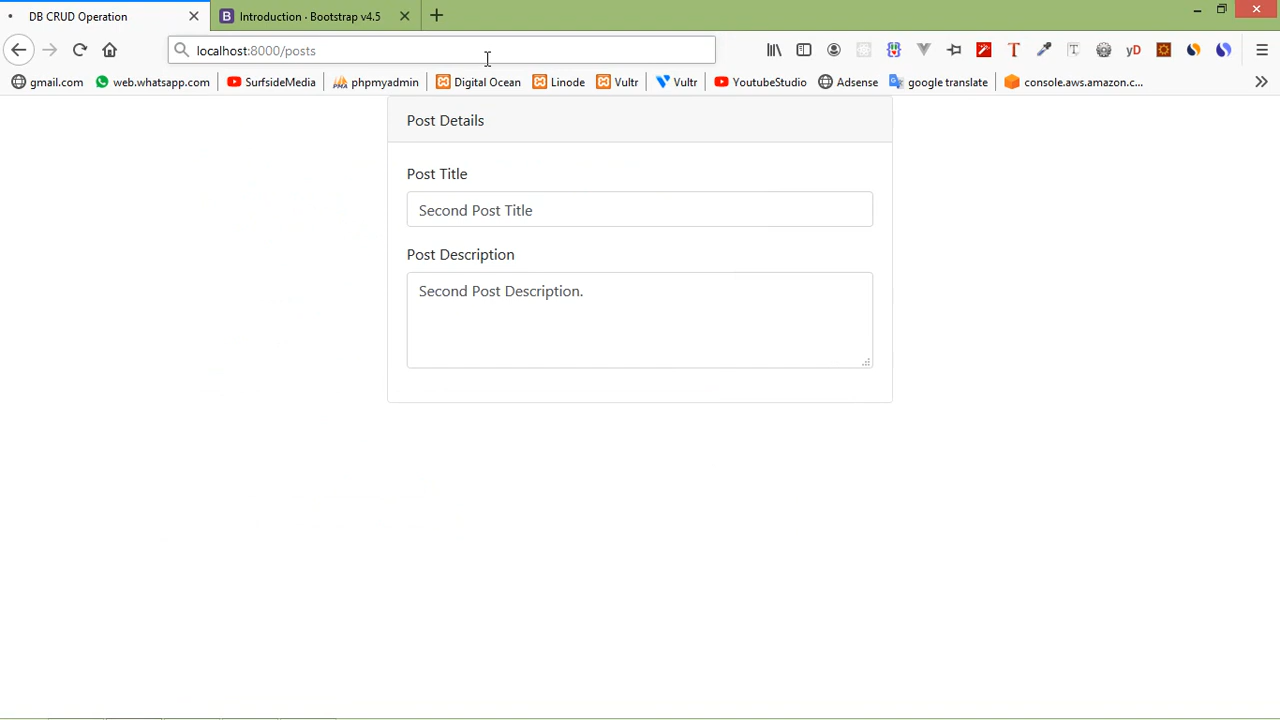 DB CRUD Operation
B Introduction · Bootstrap v4.5
localhost:8000/posts
T T yD
gmail.com web.whatsapp.com SurfsideMedia PMA phpmyadmin Digital Ocean Linode Vultr Vultr YoutubeStudio Adsense google translate console.aws.amazon.c...
Post Details
Post Title
Second Post Title
Post Description
Second Post Description.